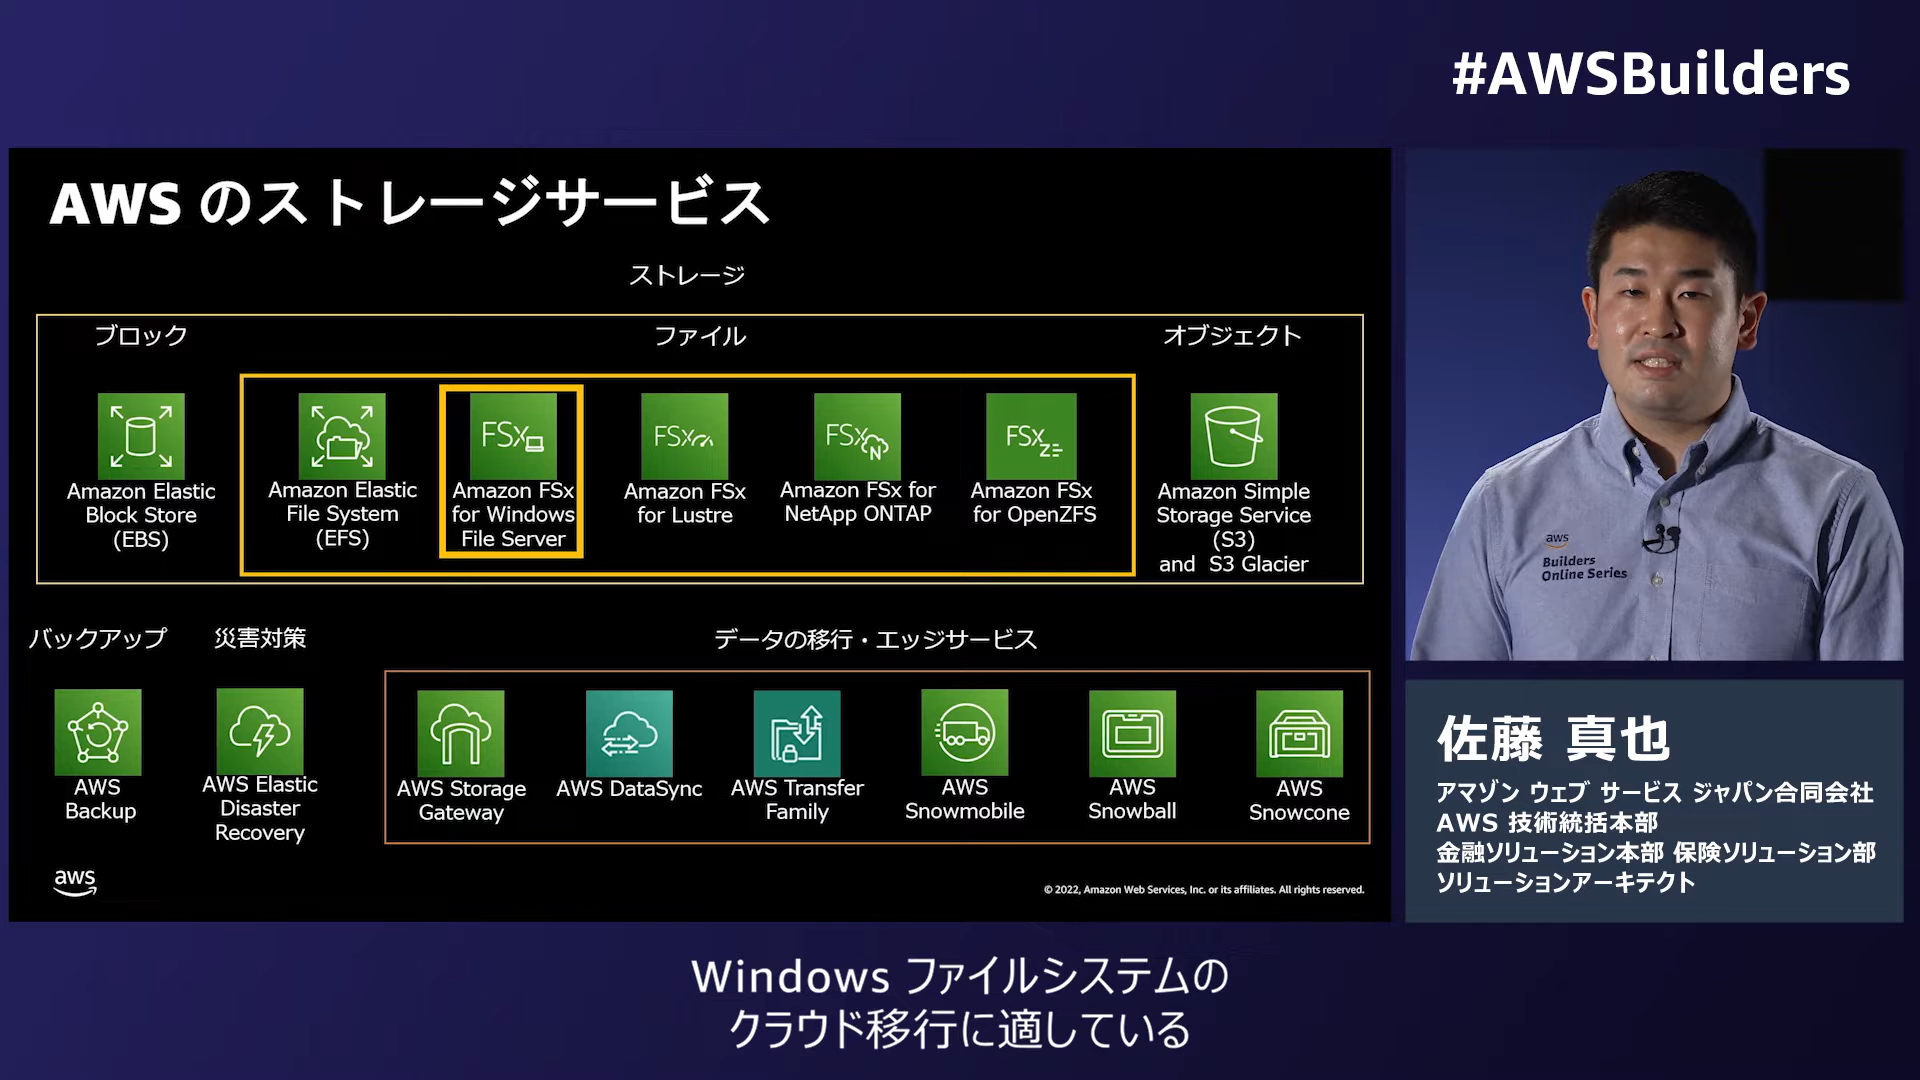 #AWSBuilders
AWS のストレージサービス
ストレージ
ブロック
ファイル
オブジェクト
FSx
FSx
FSx
N
FSx
Z
Amazon Elastic
Block Store
(EBS)
Amazon Elastic
File System
(EFS)
Amazon FSx
for Windows
File Server
Amazon FSx
for Lustre
Amazon FSx for
NetApp ONTAP
Amazon FSx
for OpenZFS
Amazon Simple
Storage Service
(S3)
and S3 Glacier
バックアップ
災害対策
データの移行・エッジサービス
AWS
Backup
AWS Elastic
Disaster
Recovery
AWS Storage
Gateway
AWS DataSync
AWS Transfer
Family
AWS
Snowmobile
AWS
Snowball
AWS
Snowcone
aws
© 2022, Amazon Web Services, Inc. or its affiliates. All rights reserved.
aws
Builders
Online Series
佐藤 真也
アマゾン ウェブ サービス ジャパン合同会社
AWS 技術統括本部
金融ソリューション本部 保険ソリューション部
ソリューションアーキテクト
Windows ファイルシステムの
クラウド移行に適している